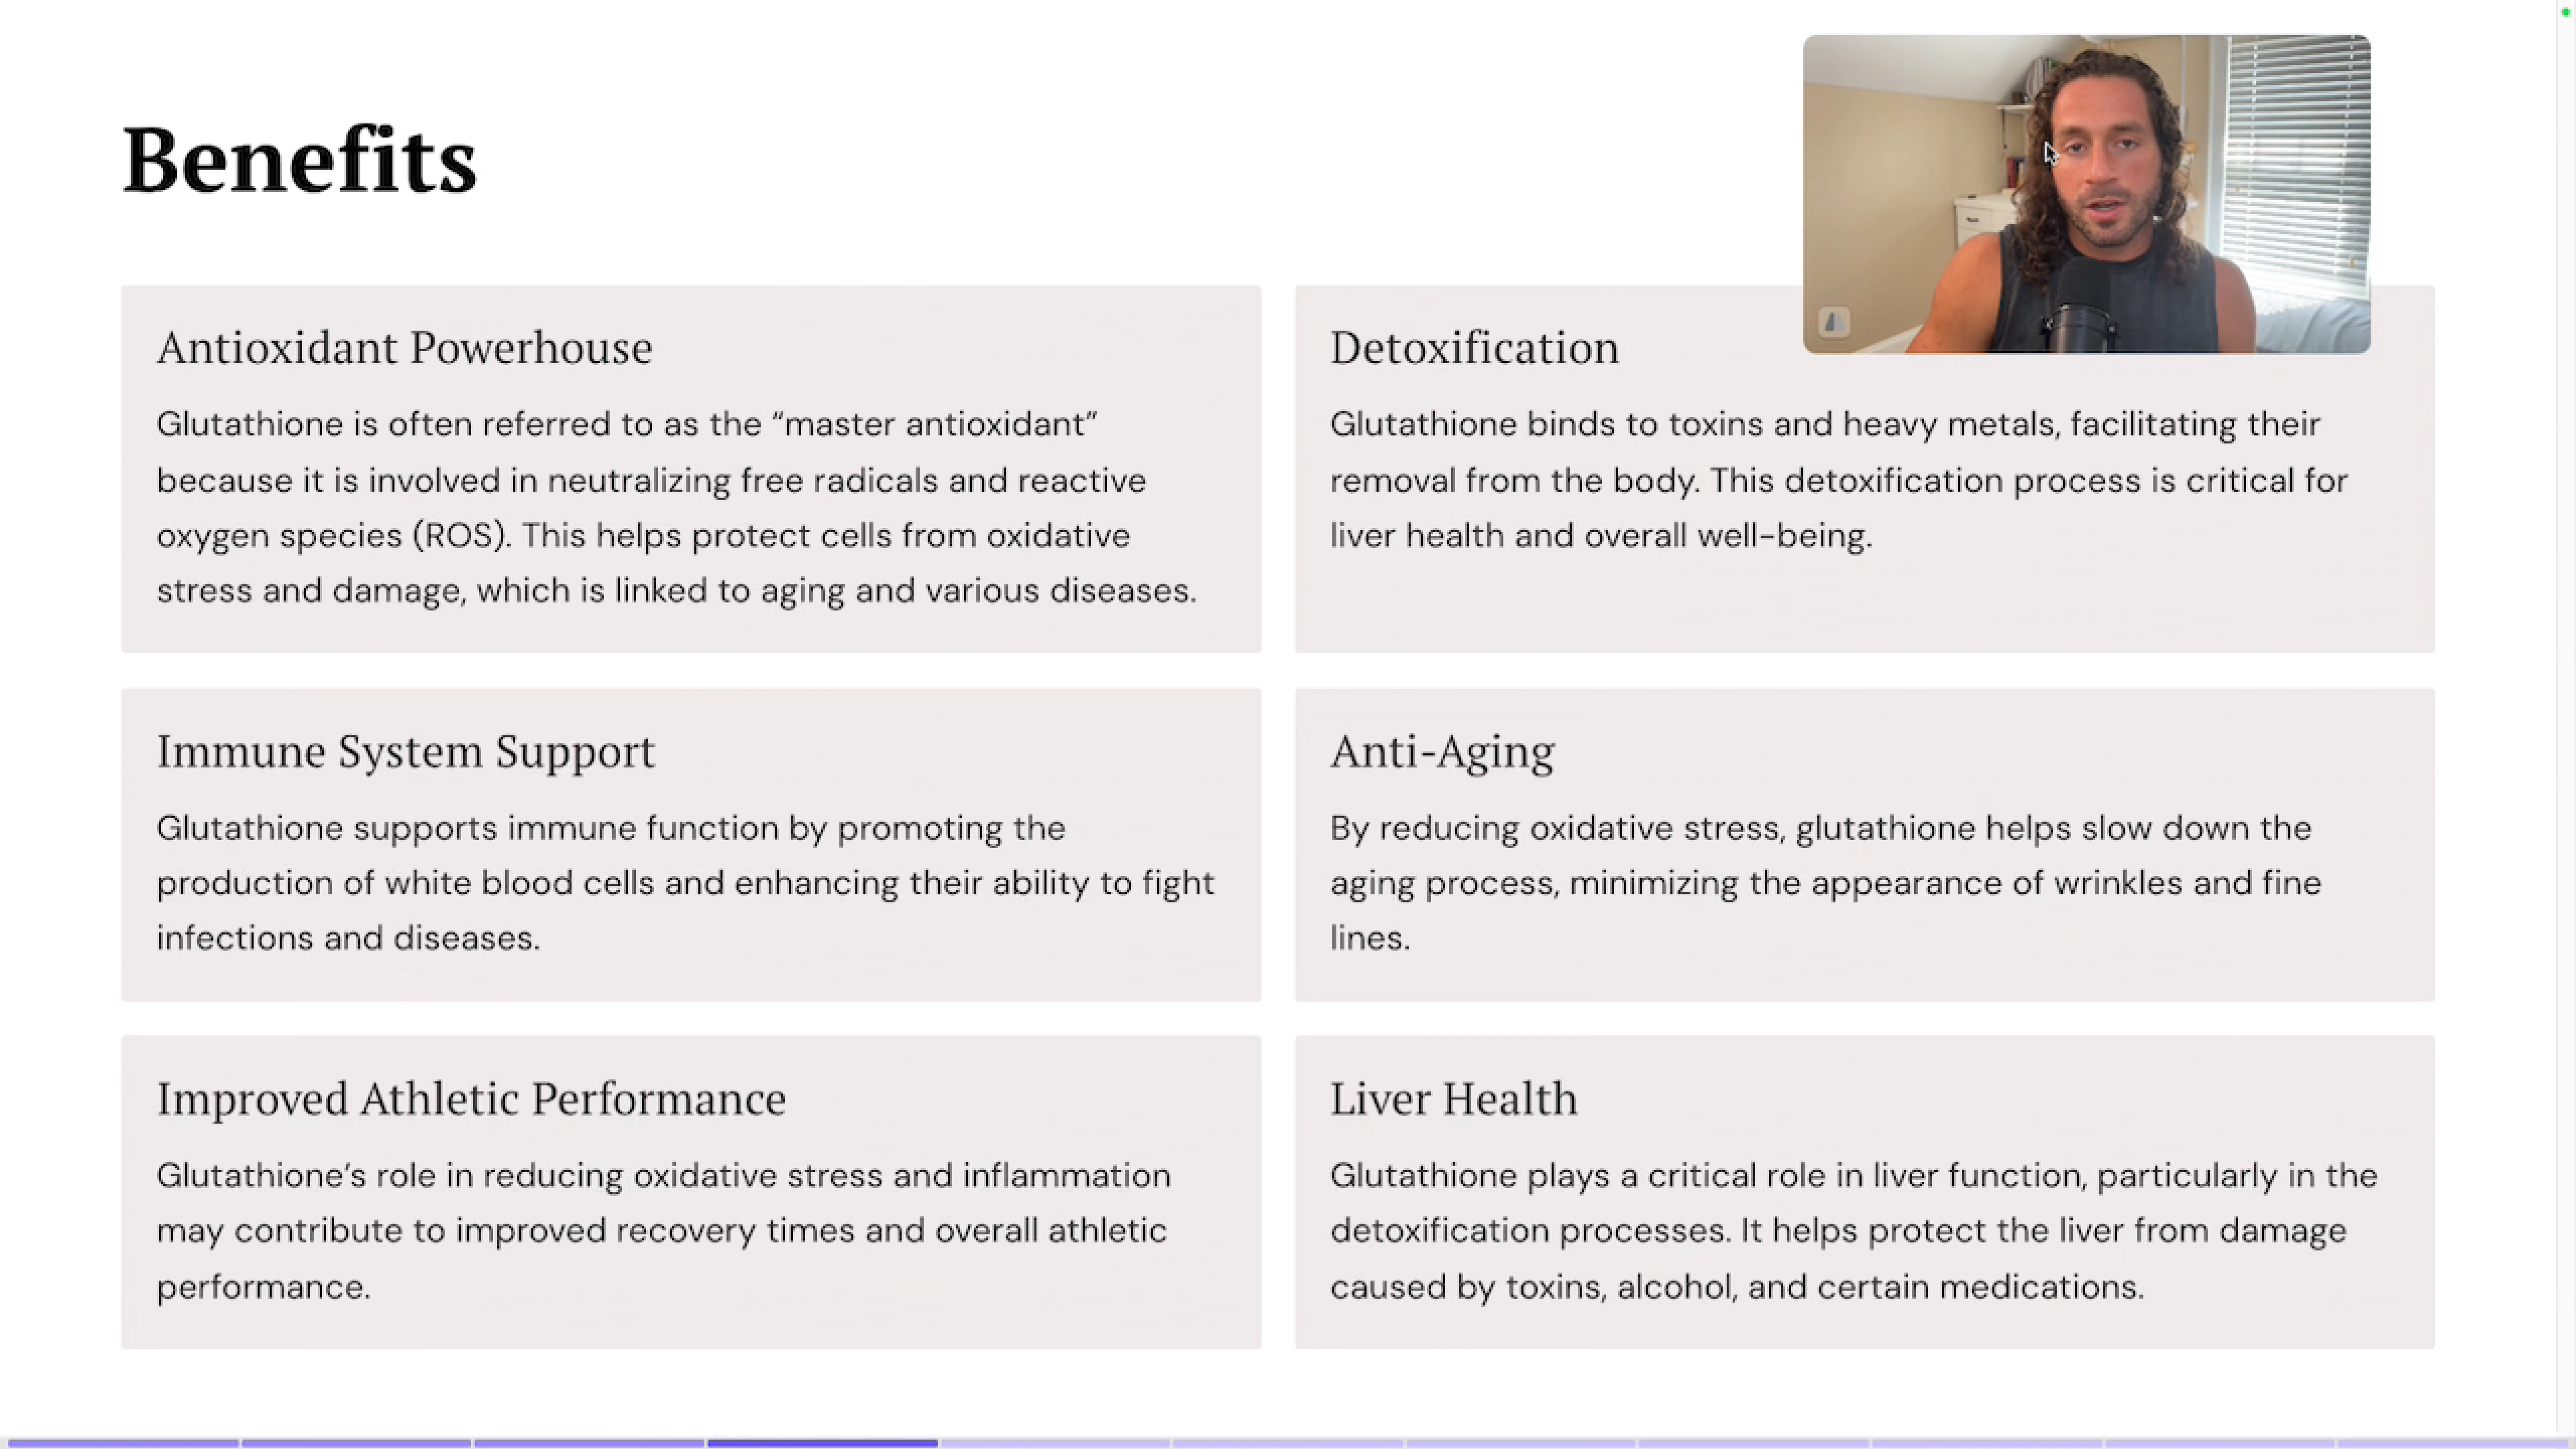 Benefits
Antioxidant Powerhouse
Glutathione is often referred to as the “master antioxidant”
because it is involved in neutralizing free radicals and reactive
oxygen species (ROS). This helps protect cells from oxidative
stress and damage, which is linked to aging and various diseases.
Detoxification
Glutathione binds to toxins and heavy metals, facilitating their
removal from the body. This detoxification process is critical for
liver health and overall well-being.
Immune System Support
Glutathione supports immune function by promoting the
production of white blood cells and enhancing their ability to fight
infections and diseases.
Anti-Aging
By reducing oxidative stress, glutathione helps slow down the
aging process, minimizing the appearance of wrinkles and fine
lines.
Improved Athletic Performance
Glutathione’s role in reducing oxidative stress and inflammation
may contribute to improved recovery times and overall athletic
performance.
Liver Health
Glutathione plays a critical role in liver function, particularly in the
detoxification processes. It helps protect the liver from damage
caused by toxins, alcohol, and certain medications.